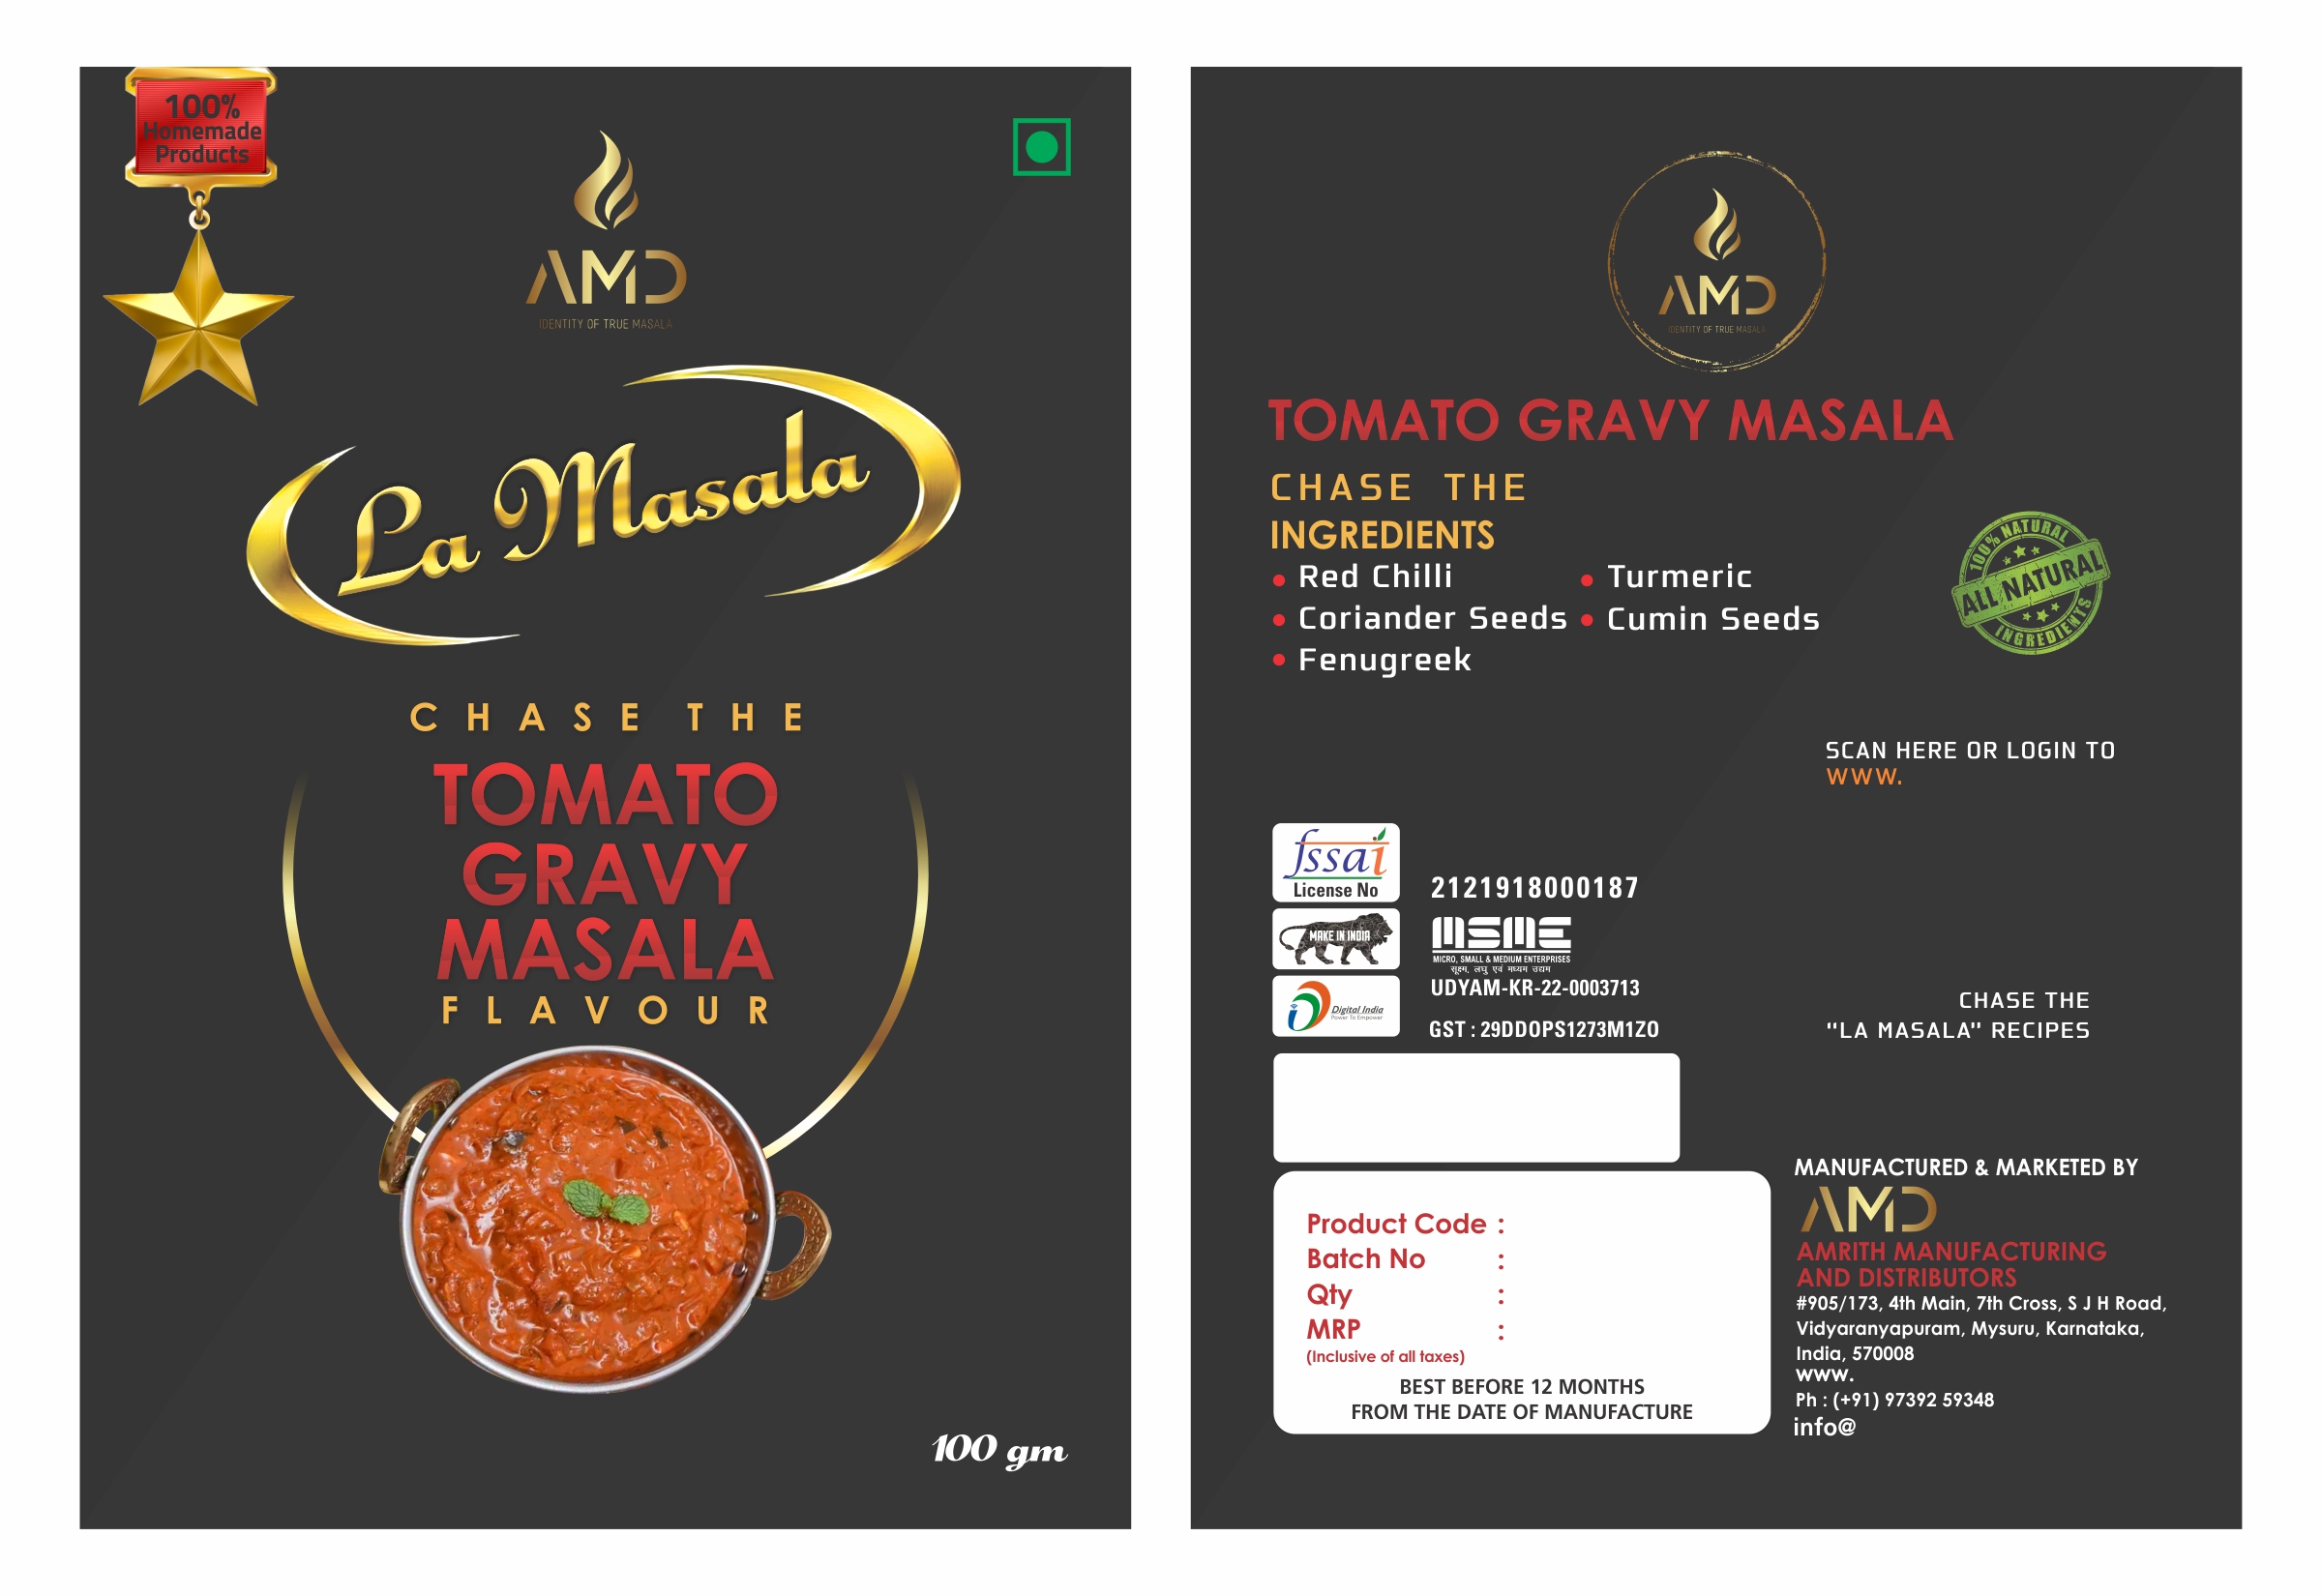 100%
Homemade
Products
AMD
IDENTITY OF TRUE MASALA
La Masala
CHASE THE
TOMATO
GRAVY
MASALA
FLAVOUR
100 gm
AMD
IDENTITY OF TRUE MASALA
TOMATO GRAVY MASALA
CHASE THE
INGREDIENTS
• Red Chilli
• Turmeric
• Coriander Seeds
• Cumin Seeds
• Fenugreek
100% NATURAL
ALL NATURAL
INGREDIENTS
SCAN HERE OR LOGIN TO
WWW.
fssai
License No
2121918000187
MAKE IN INDIA
MSME
MICRO, SMALL & MEDIUM ENTERPRISES
सूक्ष्म, लघु एवं मध्यम उद्यम
UDYAM-KR-22-0003713
Digital India
Power To Empower
GST : 29DDOPS1273M1ZO
CHASE THE
"LA MASALA" RECIPES
Product Code :
Batch No :
Qty :
MRP :
(Inclusive of all taxes)
BEST BEFORE 12 MONTHS
FROM THE DATE OF MANUFACTURE
MANUFACTURED & MARKETED BY
AMD
AMRITH MANUFACTURING
AND DISTRIBUTORS
#905/173, 4th Main, 7th Cross, S J H Road,
Vidyaranyapuram, Mysuru, Karnataka,
India, 570008
www.
Ph : (+91) 97392 59348
info@